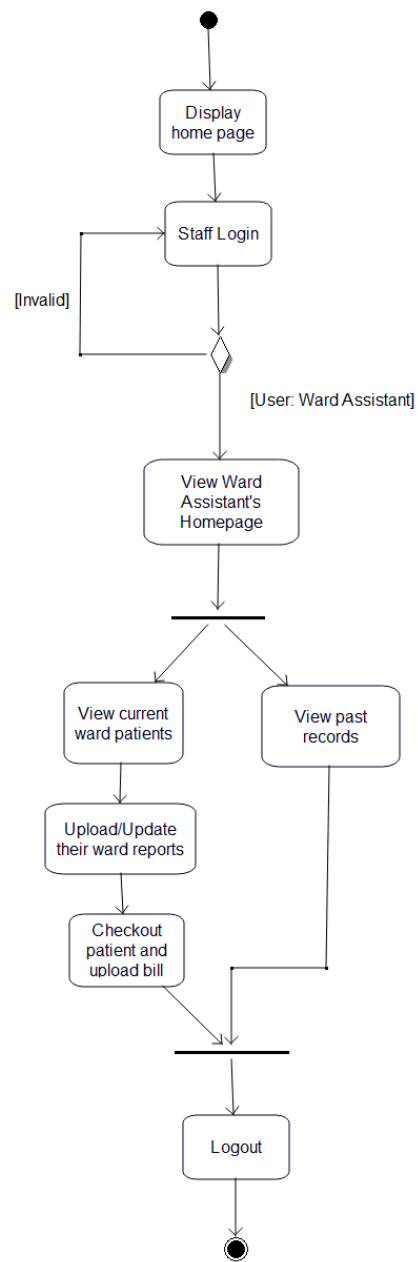 Display
home page
Staff Login
[Invalid]
[User: Ward Assistant]
View Ward
Assistant's
Homepage
View current
ward patients
View past
records
Upload/Update
their ward reports
Checkout
patient and
upload bill
Logout